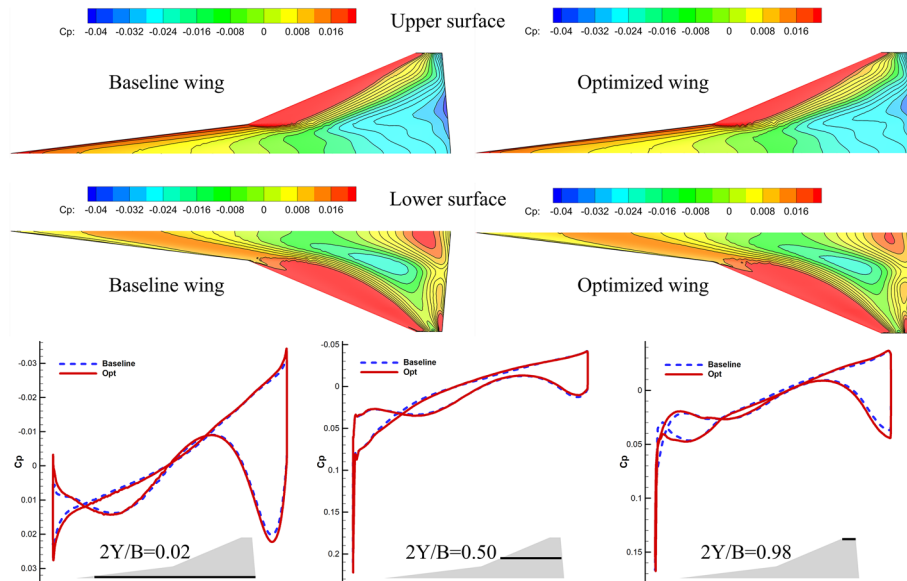 Upper surface
Cp: -0.04 -0.032 -0.024 -0.016 -0.008 0 0.008 0.016
Cp: -0.04 -0.032 -0.024 -0.016 -0.008 0 0.008 0.016
Baseline wing
Optimized wing
Lower surface
Cp: -0.04 -0.032 -0.024 -0.016 -0.008 0 0.008 0.016
Cp: -0.04 -0.032 -0.024 -0.016 -0.008 0 0.008 0.016
Baseline wing
Optimized wing
-0.03
-0.02
-0.01
0
0.01
0.02
0.03
Cp
Baseline
Opt
2Y/B=0.02
-0.05
0
0.05
0.1
0.15
0.2
Cp
Baseline
Opt
2Y/B=0.50
0
0.05
0.1
0.15
Cp
Baseline
Opt
2Y/B=0.98